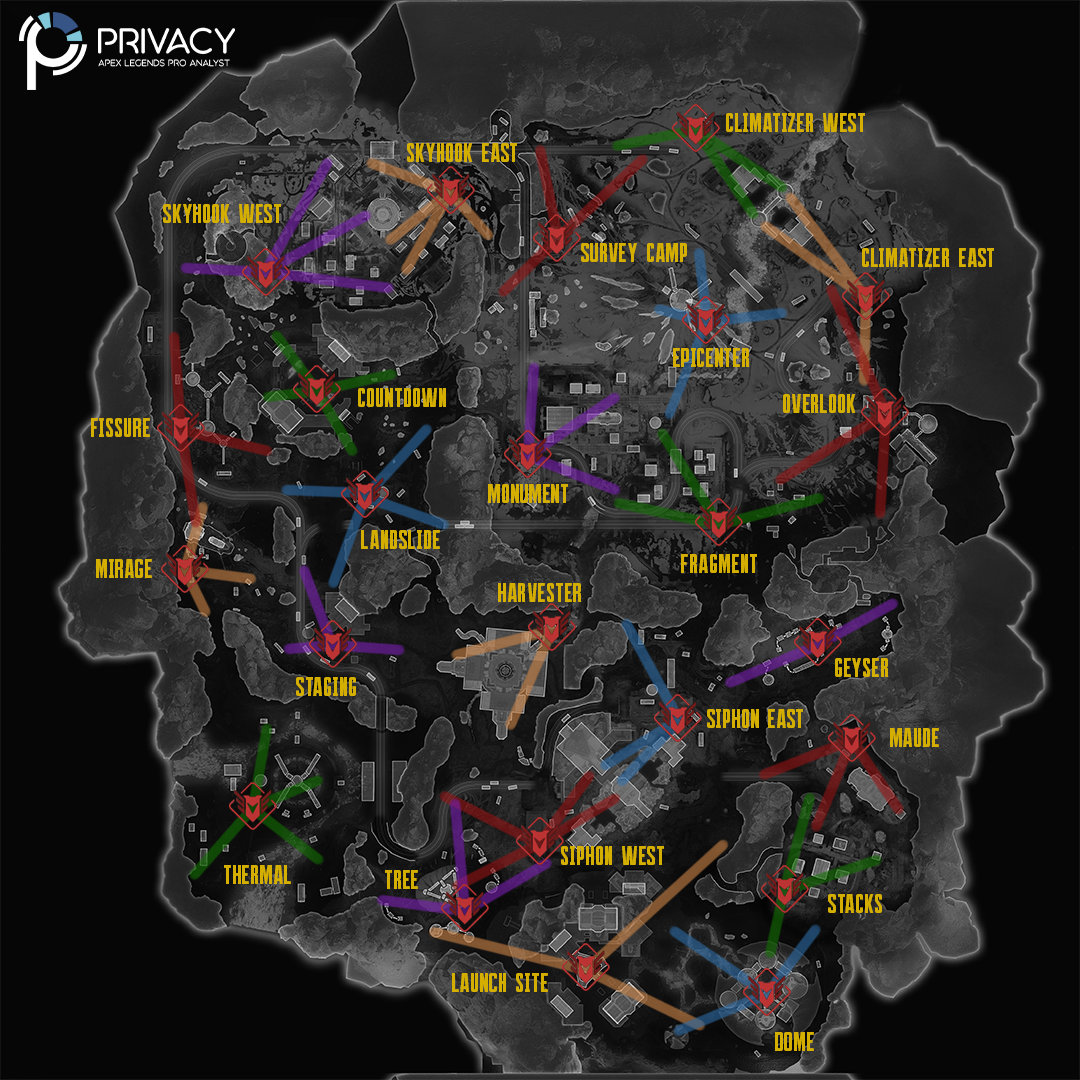 PRIVACY
APEX LEGENDS PRO ANALYST
CLIMATIZER WEST
SKYHOOK EAST
SKYHOOK WEST
SURVEY CAMP
CLIMATIZER EAST
EPICENTER
COUNTDOWN
OVERLOOK
FISSURE
MONUMENT
LANDSLIDE
FRAGMENT
MIRAGE
HARVESTER
GEYSER
STAGING
SIPHON EAST
MAUDE
SIPHON WEST
THERMAL
TREE
STACKS
LAUNCH SITE
DOME